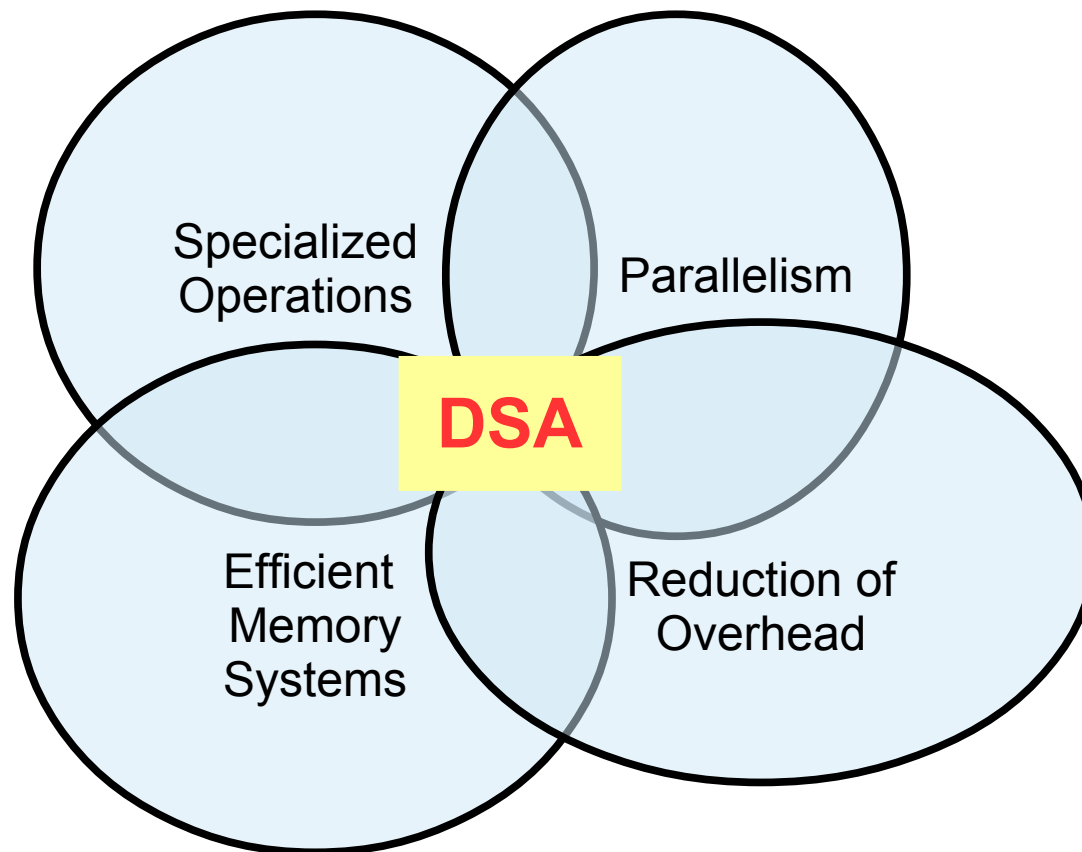 Specialized
Operations
Parallelism
DSA
Efficient
Memory
Systems
Reduction of
Overhead